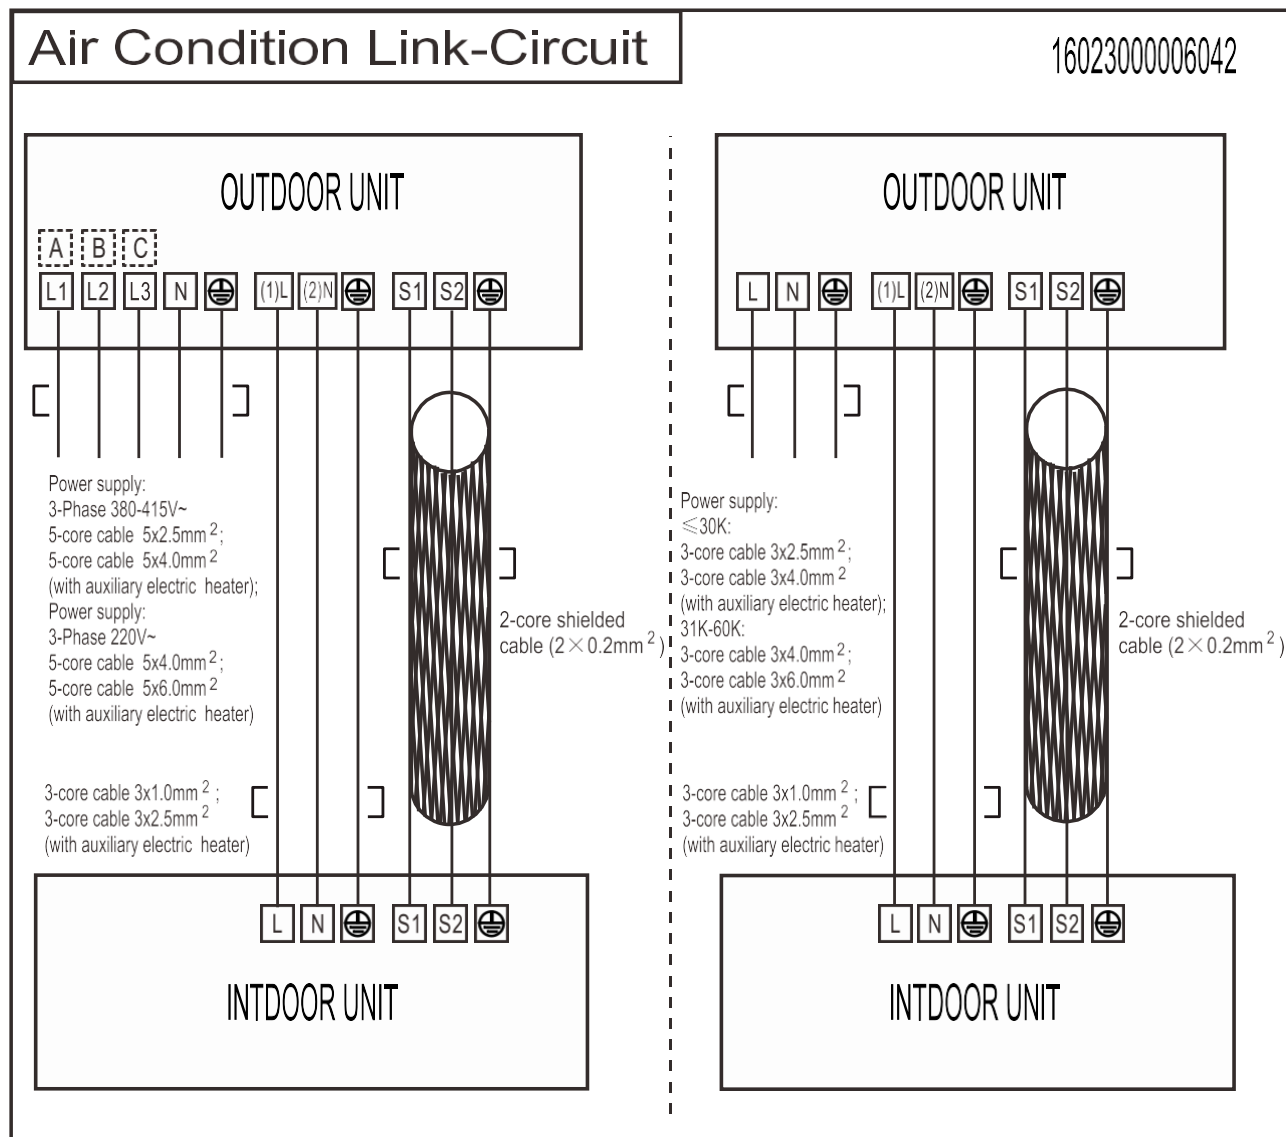 Air Condition Link-Circuit
16023000006042
OUTDOOR UNIT
A B C
L1 L2 L3 N (1)L (2)N S1 S2
Power supply:
3-Phase 380-415V~
5-core cable 5x2.5mm²;
5-core cable 5x4.0mm²
(with auxiliary electric heater);
Power supply:
3-Phase 220V~
5-core cable 5x4.0mm²;
5-core cable 5x6.0mm²
(with auxiliary electric heater)
2-core shielded
cable (2×0.2mm²)
3-core cable 3x1.0mm²;
3-core cable 3x2.5mm²
(with auxiliary electric heater)
L N S1 S2
INTDOOR UNIT
OUTDOOR UNIT
L N (1)L (2)N S1 S2
Power supply:
≤30K:
3-core cable 3x2.5mm²;
3-core cable 3x4.0mm²
(with auxiliary electric heater);
31K-60K:
3-core cable 3x4.0mm²;
3-core cable 3x6.0mm²
(with auxiliary electric heater)
2-core shielded
cable (2×0.2mm²)
3-core cable 3x1.0mm²;
3-core cable 3x2.5mm²
(with auxiliary electric heater)
L N S1 S2
INTDOOR UNIT